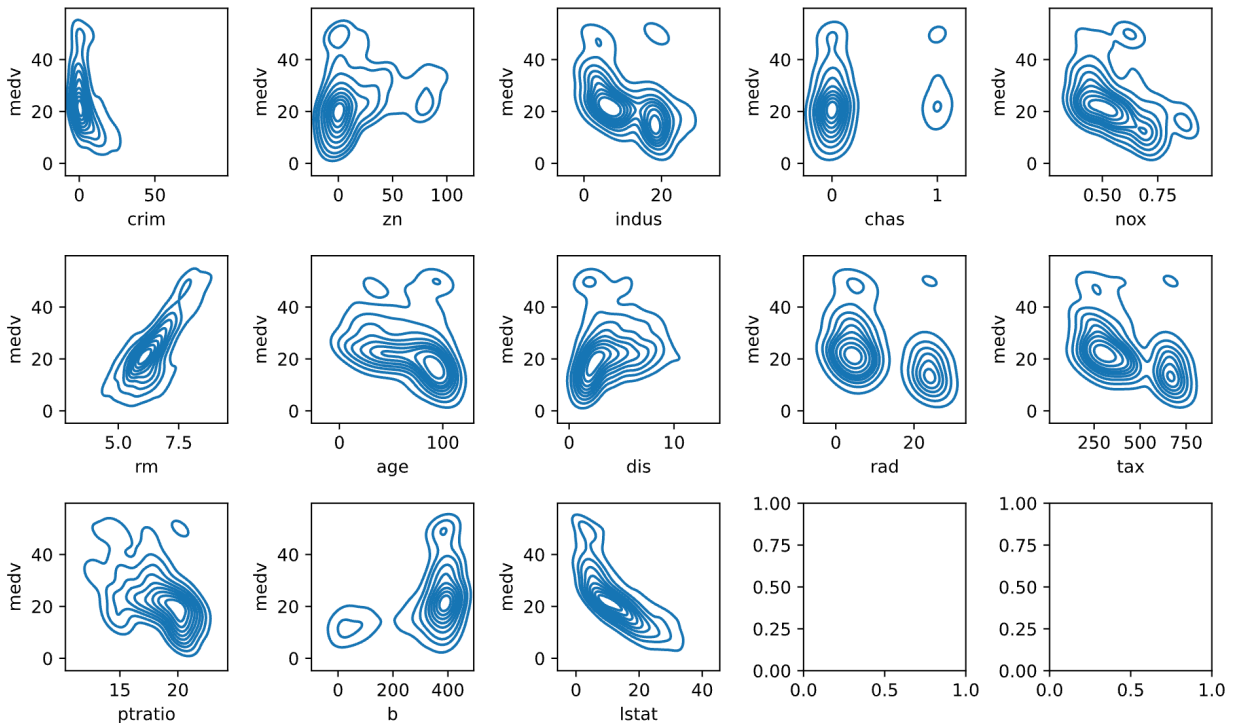 medv
40
20
0
0 50
crim
medv
40
20
0
0 50 100
zn
medv
40
20
0
0 20
indus
medv
40
20
0
0 1
chas
medv
40
20
0
0.50 0.75
nox
medv
40
20
0
5.0 7.5
rm
medv
40
20
0
0 100
age
medv
40
20
0
0 10
dis
medv
40
20
0
0 20
rad
medv
40
20
0
250 500 750
tax
medv
40
20
0
15 20
ptratio
medv
40
20
0
0 200 400
b
medv
40
20
0
0 20 40
lstat
1.00
0.75
0.50
0.25
0.00
0.0 0.5 1.0
1.00
0.75
0.50
0.25
0.00
0.0 0.5 1.0